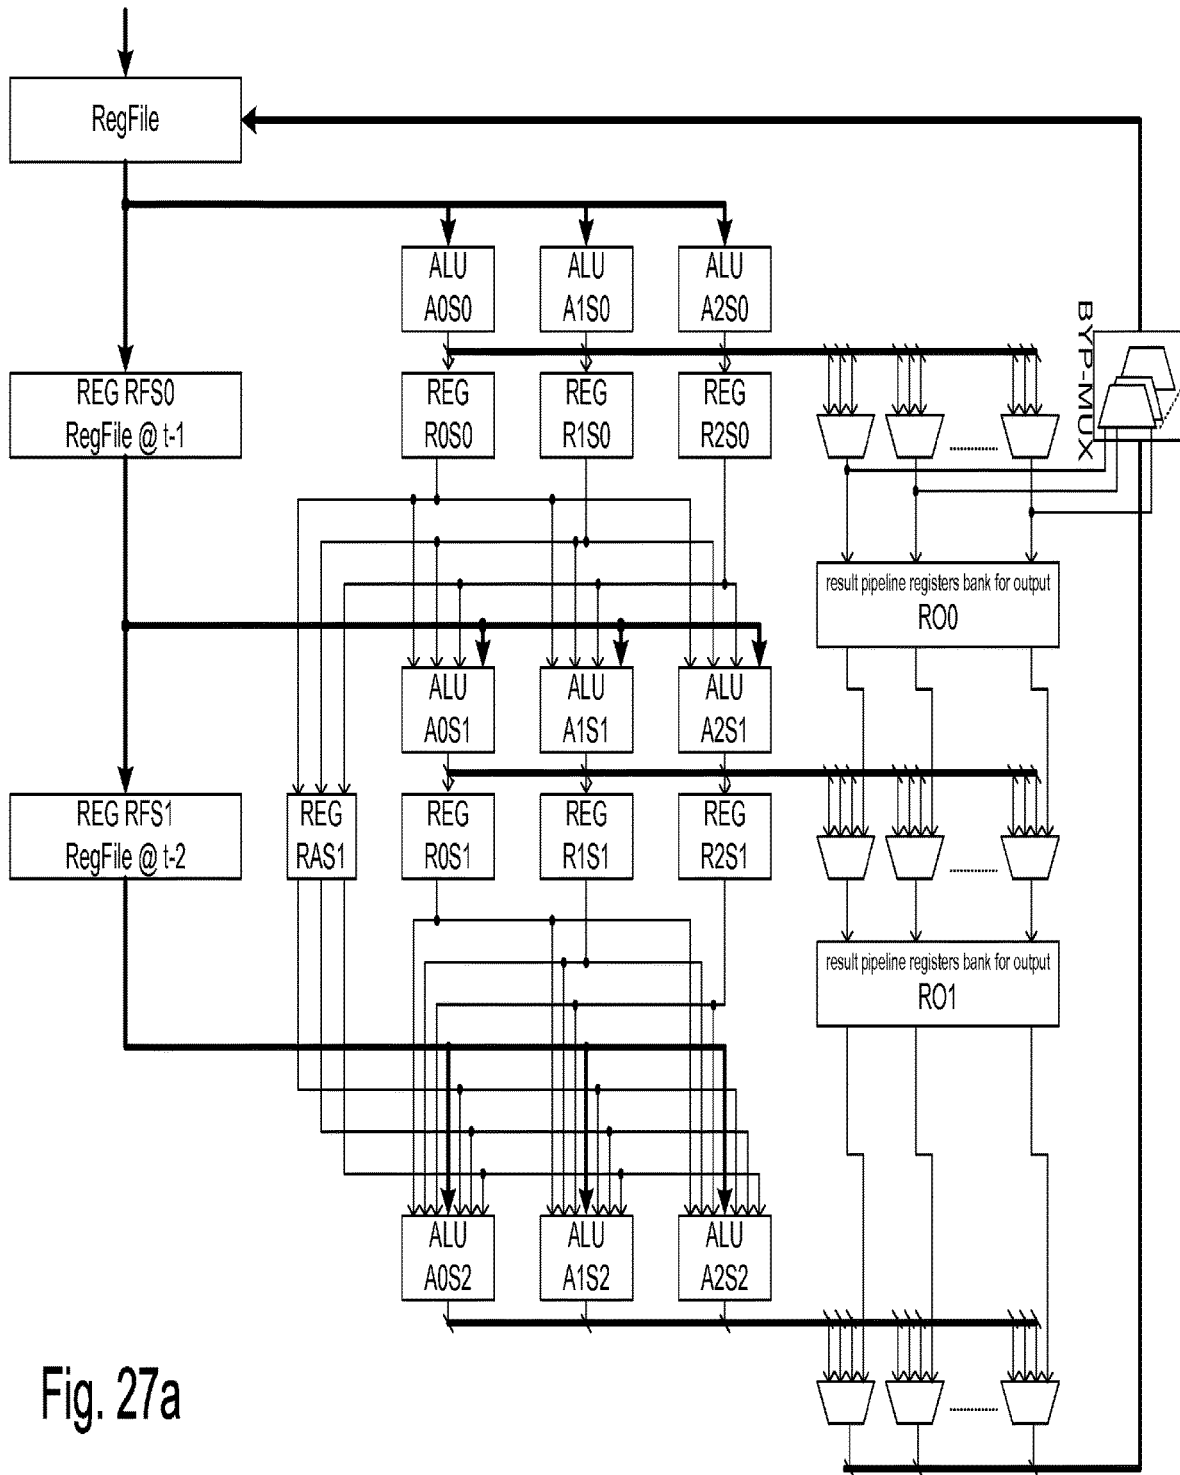 RegFile
ALU
A0S0
ALU
A1S0
ALU
A2S0
BYP-MUX
REG RFS0
RegFile @ t-1
REG
R0S0
REG
R1S0
REG
R2S0
result pipeline registers bank for output
RO0
ALU
A0S1
ALU
A1S1
ALU
A2S1
REG RFS1
RegFile @ t-2
REG
RAS1
REG
R0S1
REG
R1S1
REG
R2S1
result pipeline registers bank for output
RO1
ALU
A0S2
ALU
A1S2
ALU
A2S2
Fig. 27a